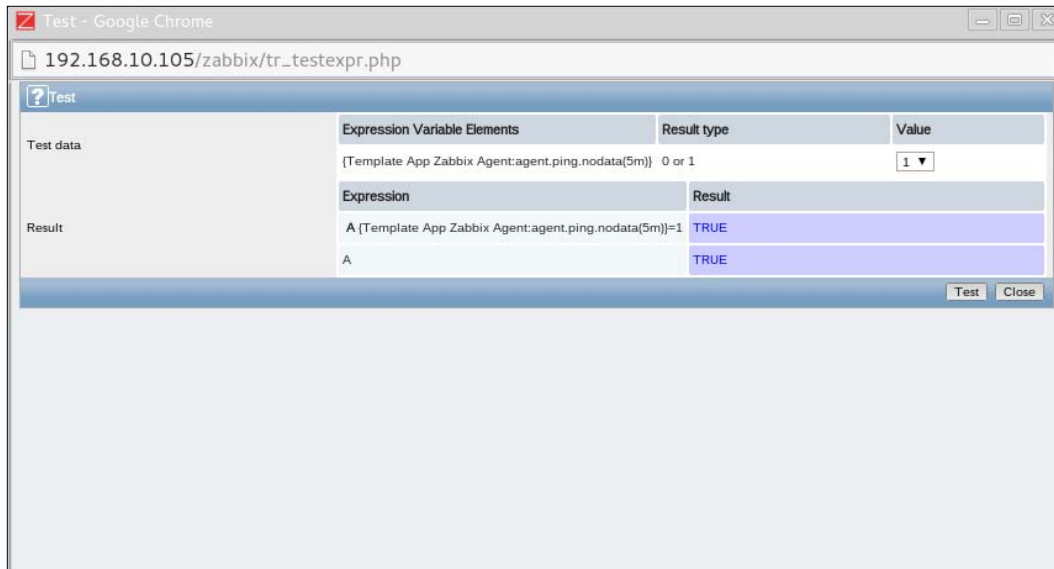 Z Test - Google Chrome
192.168.10.105/zabbix/tr_testexpr.php
? Test
Test data
Expression Variable Elements Result type Value
{Template App Zabbix Agent:agent.ping.nodata(5m)} 0 or 1 1
Result
Expression Result
A {Template App Zabbix Agent:agent.ping.nodata(5m)}=1 TRUE
A TRUE
Test Close